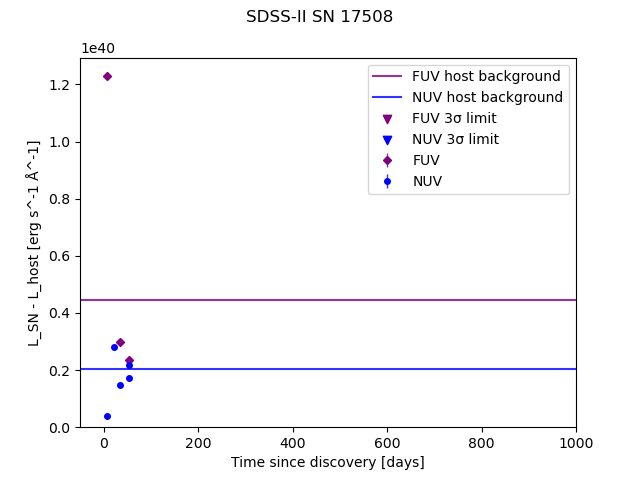 SDSS-II SN 17508
1e40
FUV host background
NUV host background
FUV 3σ limit
NUV 3σ limit
FUV
NUV
L_SN - L_host [erg s^-1 Å^-1]
1.2
1.0
0.8
0.6
0.4
0.2
0.0
0 200 400 600 800 1000
Time since discovery [days]